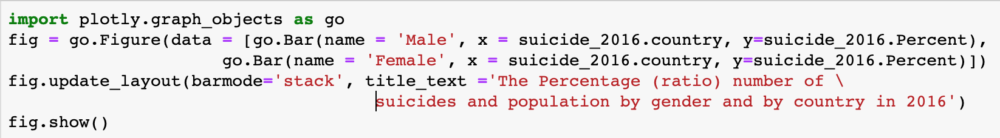 import plotly.graph_objects as go
fig = go.Figure(data = [go.Bar(name = 'Male', x = suicide_2016.country, y=suicide_2016.Percent),
go.Bar(name = 'Female', x = suicide_2016.country, y=suicide_2016.Percent)])
fig.update_layout(barmode='stack', title_text ='The Percentage (ratio) number of \
suicides and population by gender and by country in 2016')
fig.show()